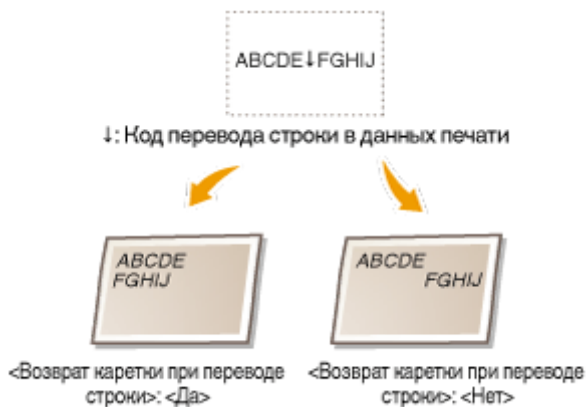 ABCDE↓FGHIJ
↓: Код перевода строки в данных печати
ABCDE
FGHIJ
<Возврат каретки при переводе
строки>: <Да>
ABCDE
FGHIJ
<Возврат каретки при переводе
строки>: <Нет>